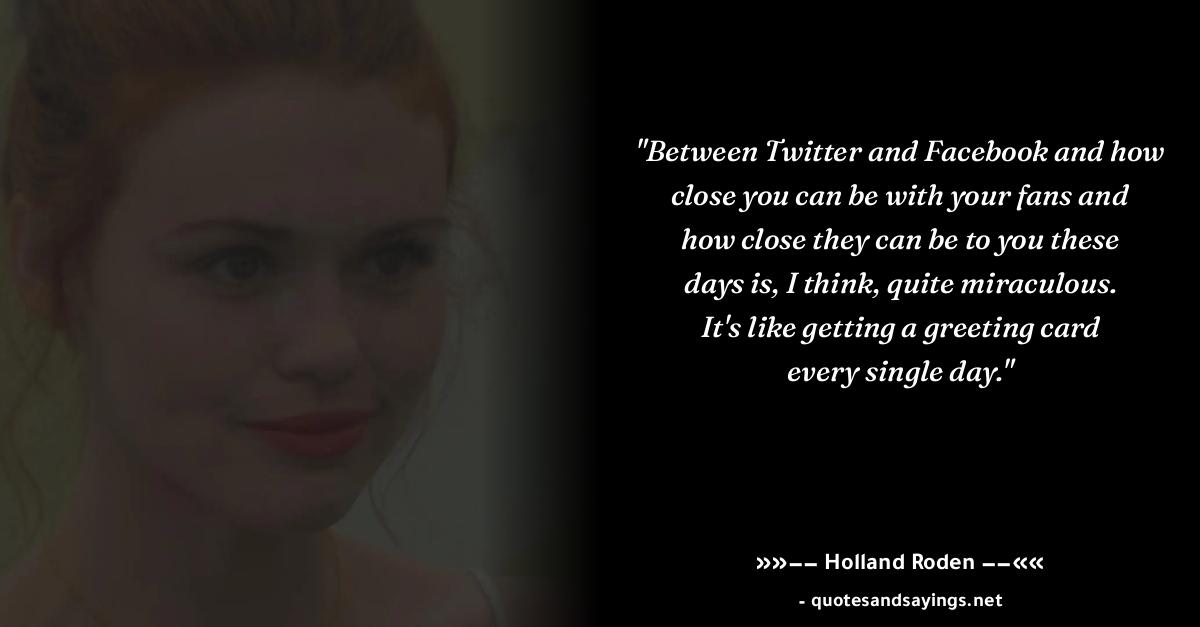 "Between Twitter and Facebook and how
close you can be with your fans and
how close they can be to you these
days is, I think, quite miraculous.
It's like getting a greeting card
every single day."
»»–– Holland Roden ––««
- quotesandsayings.net